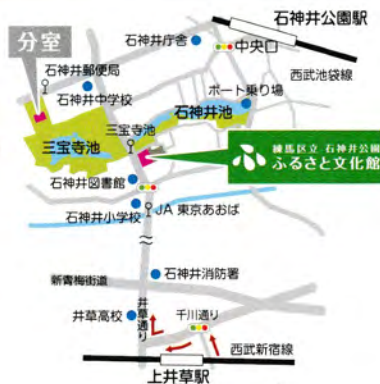 石神井公園駅
分室
石神井庁舎
中央口
石神井郵便局
西武池袋線
石神井中学校
ボート乗り場
石神井池
三宝寺池
三宝寺池
練馬区立 石神井公園
ふるさと文化館
石神井図書館
石神井小学校
JA 東京あおば
石神井消防署
新青梅街道
井草通り
井草高校
千川通り
西武新宿線
上井草駅